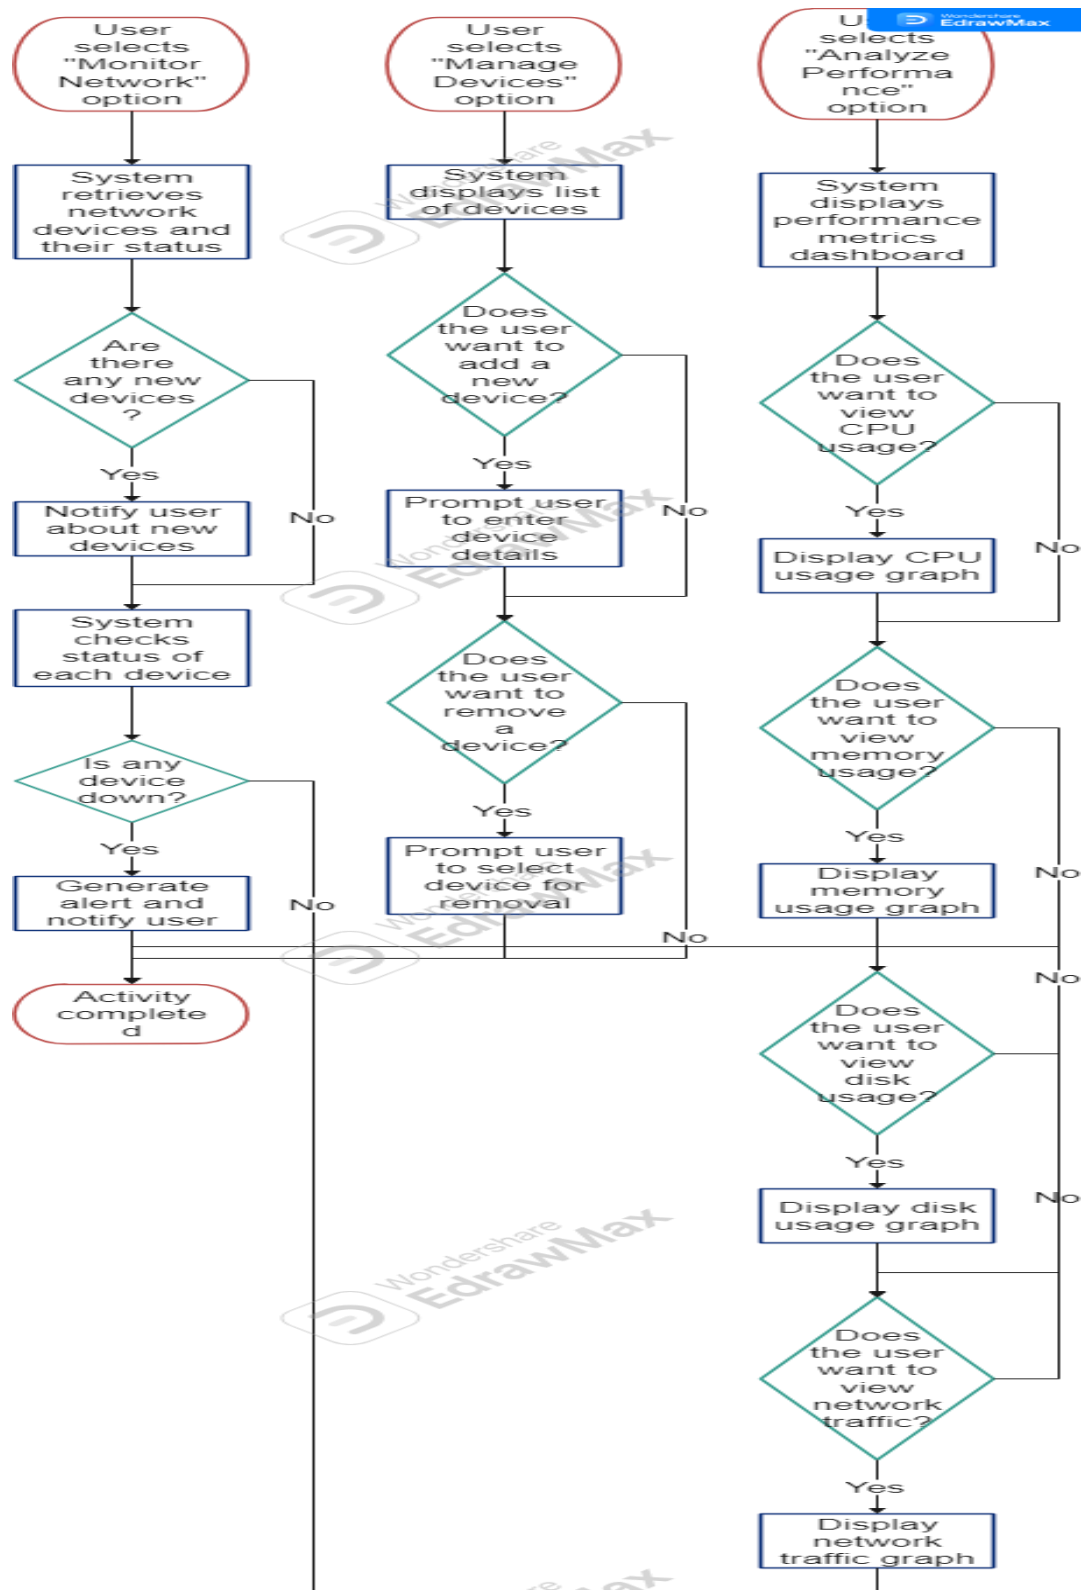 User
selects
"Monitor
Network"
option
System
retrieves
network
devices and
their status
Are
there
any new
devices
?
Yes
No
Notify user
about new
devices
System
checks
status of
each device
Is any
device
down?
Yes
No
Generate
alert and
notify user
Activity
complete
d
User
selects
"Manage
Devices"
option
System
displays list
of devices
Does
the user
want to
add a
new
device?
Yes
No
Prompt user
to enter
device
details
Does
the user
want to
remove
a
device?
Yes
No
Prompt user
to select
device for
removal
Wondershare
EdrawMax
selects
"Analyze
Performa
nce"
option
System
displays
performance
metrics
dashboard
Does
the user
want to
view
CPU
usage?
Yes
No
Display CPU
usage graph
Does
the user
want to
view
memory
usage?
Yes
No
Display
memory
usage graph
No
Does
the user
want to
view
disk
usage?
Yes
No
Display disk
usage graph
Does
the user
want to
view
network
traffic?
Yes
Display
network
traffic graph
Wondershare
EdrawMax
Wondershare
EdrawMax
Wondershare
EdrawMax
Wondershare
EdrawMax